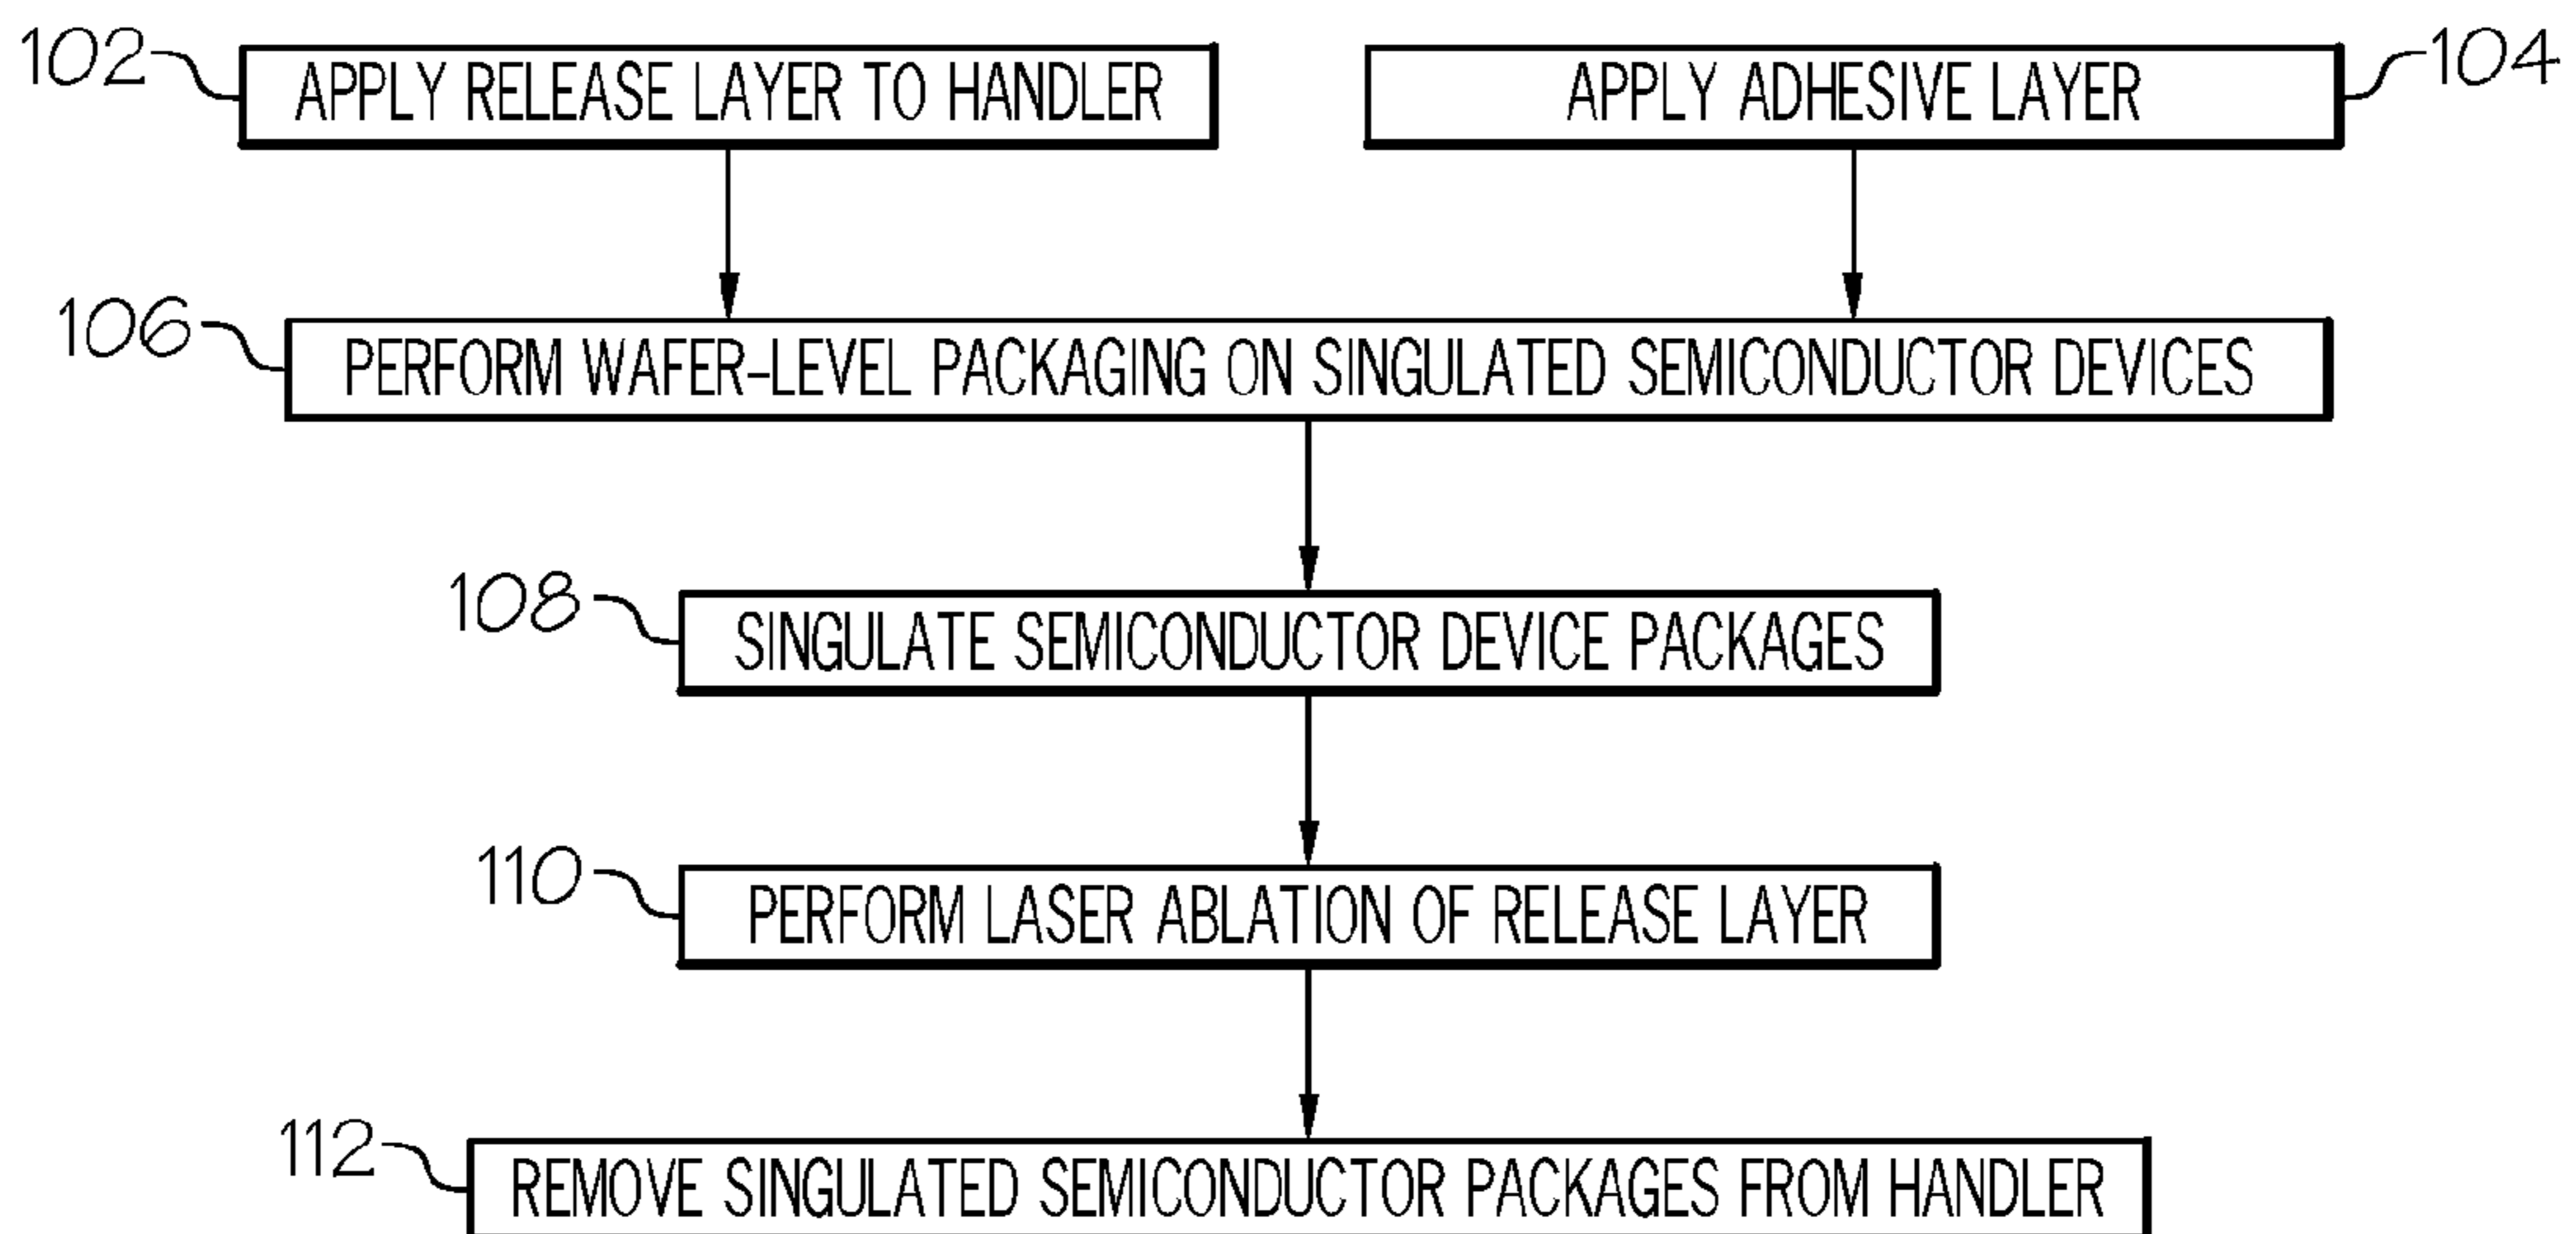 102
APPLY RELEASE LAYER TO HANDLER
APPLY ADHESIVE LAYER
104
106
PERFORM WAFER-LEVEL PACKAGING ON SINGULATED SEMICONDUCTOR DEVICES
108
SINGULATE SEMICONDUCTOR DEVICE PACKAGES
110
PERFORM LASER ABLATION OF RELEASE LAYER
112
REMOVE SINGULATED SEMICONDUCTOR PACKAGES FROM HANDLER